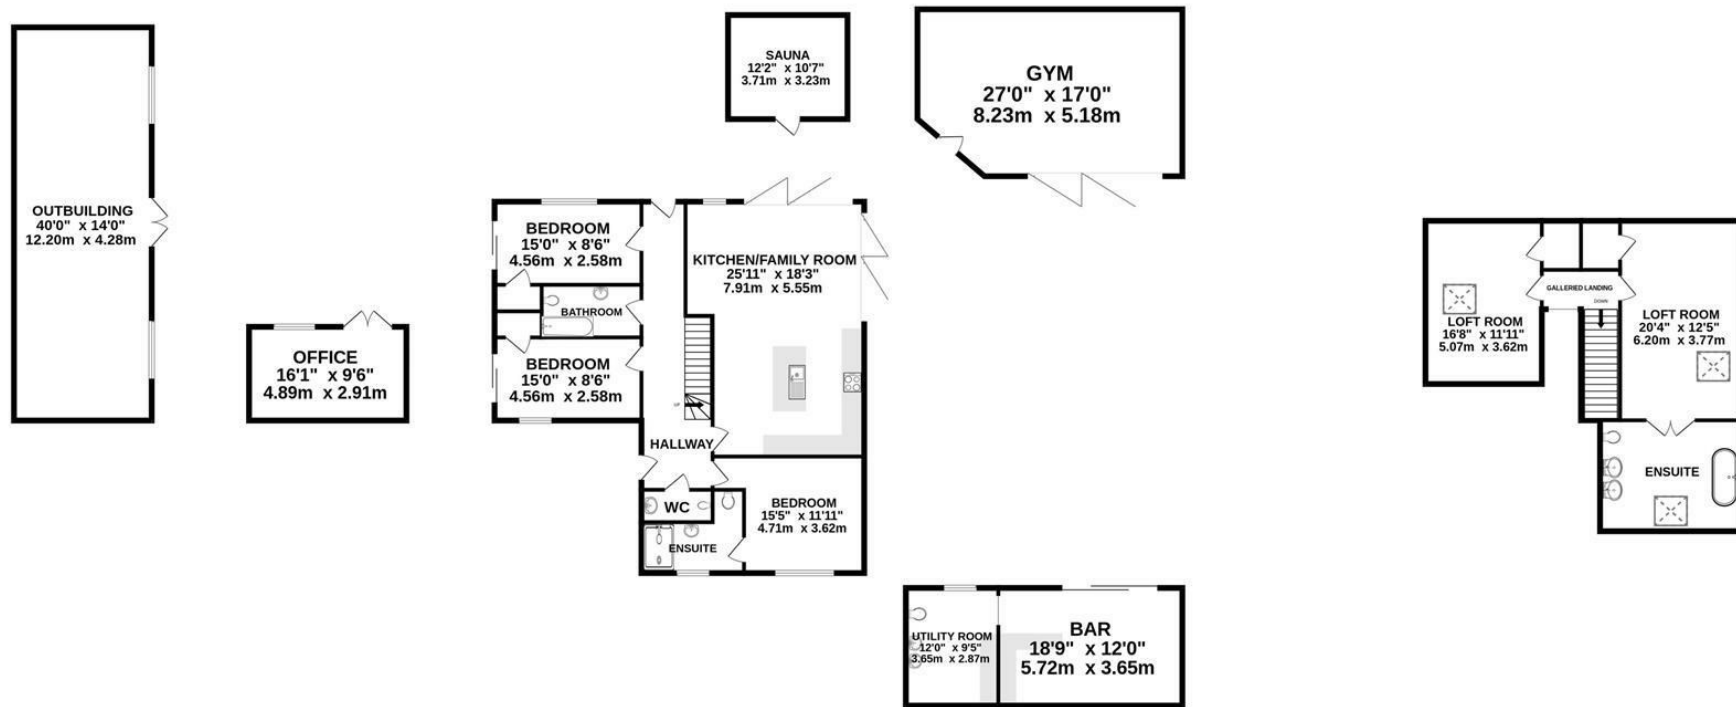 SAUNA
12'2" x 10'7"
3.71m x 3.23m
GYM
27'0" x 17'0"
8.23m x 5.18m
OUTBUILDING
40'0" x 14'0"
12.20m x 4.28m
OFFICE
16'1" x 9'6"
4.89m x 2.91m
BEDROOM
15'0" x 8'6"
4.56m x 2.58m
KITCHEN/FAMILY ROOM
25'11" x 18'3"
7.91m x 5.55m
BATHROOM
BEDROOM
15'0" x 8'6"
4.56m x 2.58m
UP
HALLWAY
WC
BEDROOM
15'5" x 11'11"
4.71m x 3.62m
ENSUITE
UTILITY ROOM
12'0" x 9'5"
3.65m x 2.87m
BAR
18'9" x 12'0"
5.72m x 3.65m
GALLERIED LANDING
DOWN
LOFT ROOM
16'8" x 11'11"
5.07m x 3.62m
LOFT ROOM
20'4" x 12'5"
6.20m x 3.77m
ENSUITE